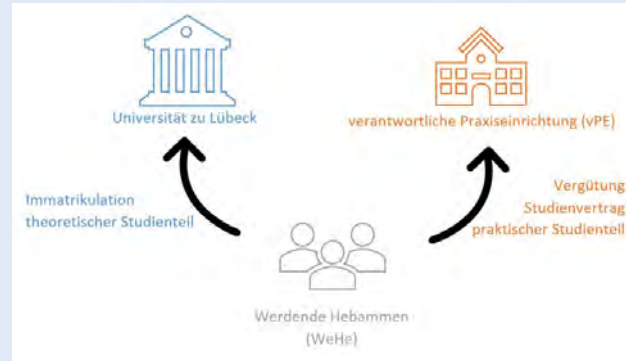 Universität zu Lübeck
verantwortliche Praxiseinrichtung (vPE)
Immatrikulation
theoretischer Studienteil
Vergütung
Studienvertrag
praktischer Studienteil
Werdende Hebammen
(WeHe)